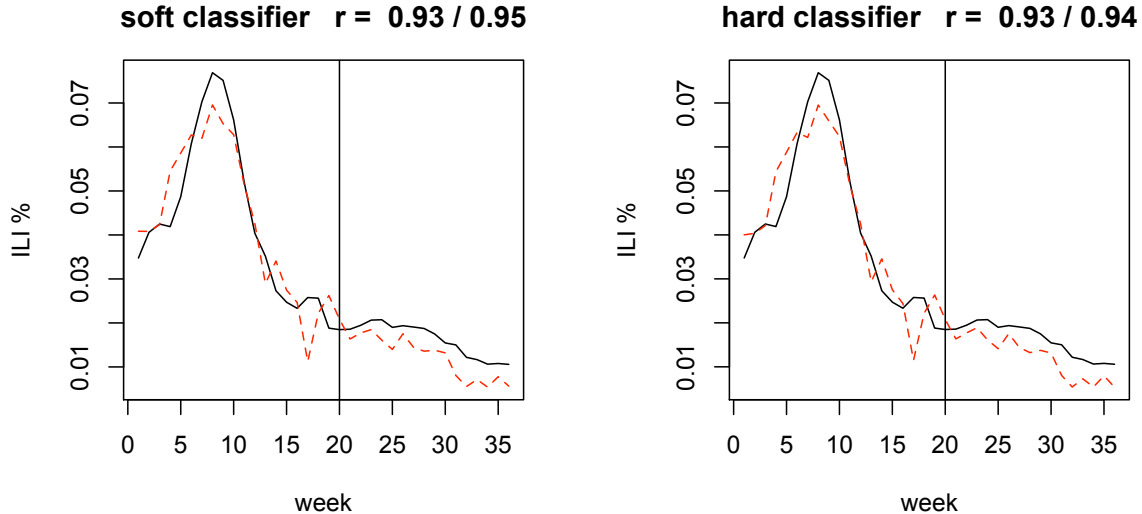 soft classifier r = 0.93 / 0.95
ILI %
0.07
0.05
0.03
0.01
0 5 10 15 20 25 30 35
week
hard classifier r = 0.93 / 0.94
ILI %
0.07
0.05
0.03
0.01
0 5 10 15 20 25 30 35
week